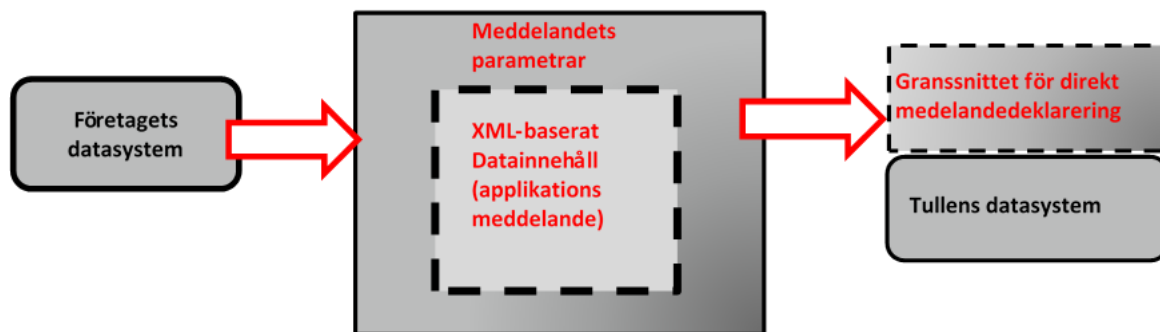 Företagets
datasystem
Meddelandets
parametrar
XML-baserat
Datainnehåll
(applikations
meddelande)
Granssnittet för direkt
medelandedeklarering
Tullens datasystem